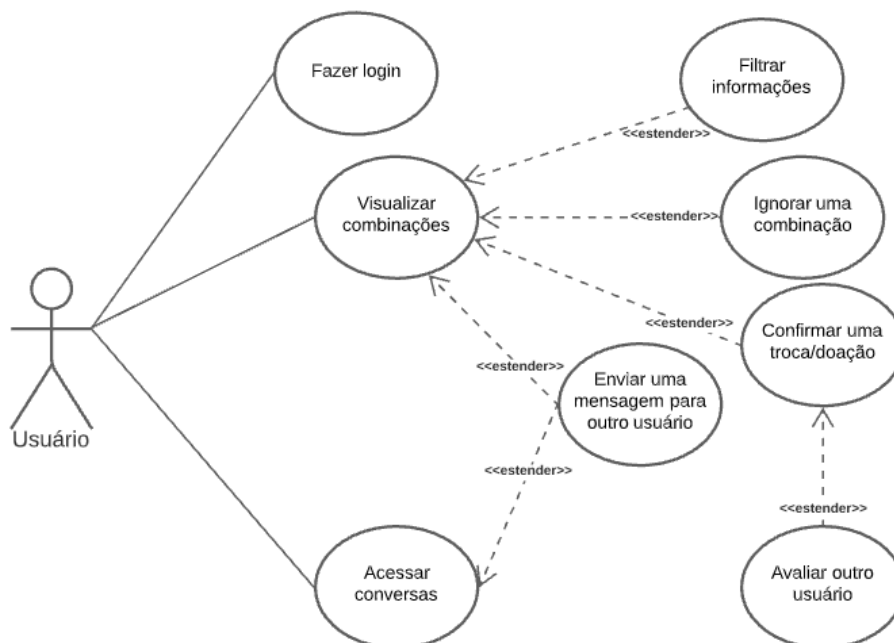 Fazer login
Filtrar
informações
<<estender>>
Visualizar
combinações
<<estender>>
Ignorar uma
combinação
<<estender>>
Confirmar uma
troca/doação
<<estender>>
Enviar uma
mensagem para
outro usuário
Usuário
<<estender>>
<<estender>>
Acessar
conversas
Avaliar outro
usuário